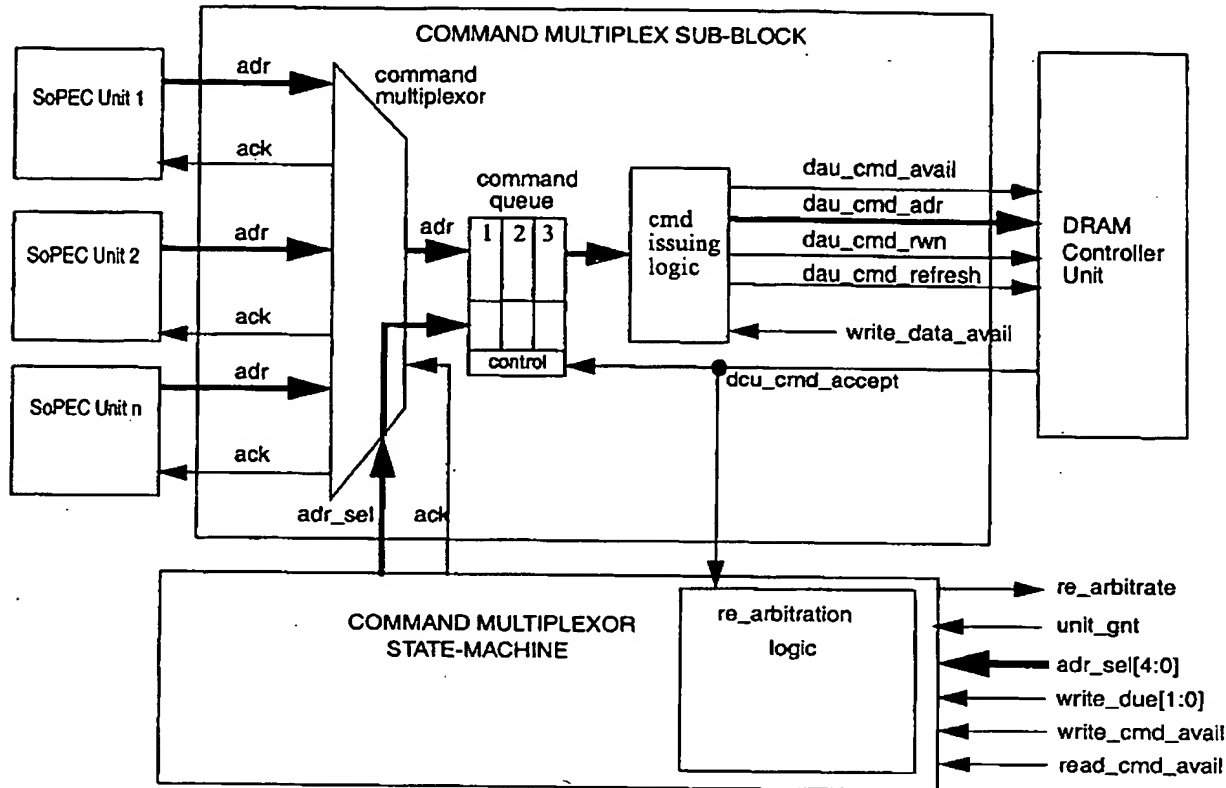 COMMAND MULTIPLEX SUB-BLOCK
SoPEC Unit 1
adr
ack
command
multiplexor
SoPEC Unit 2
adr
ack
SoPEC Unit n
adr
ack
adr
command
queue
1 2 3
control
cmd
issuing
logic
dau_cmd_avail
dau_cmd_adr
dau_cmd_rwn
dau_cmd_refresh
write_data_avail
dcu_cmd_accept
DRAM
Controller
Unit
adr_sel
ack
COMMAND MULTIPLEXOR
STATE-MACHINE
re_arbitration
logic
re_arbitrate
unit_gnt
adr_sel[4:0]
write_due[1:0]
write_cmd_avail
read_cmd_avail